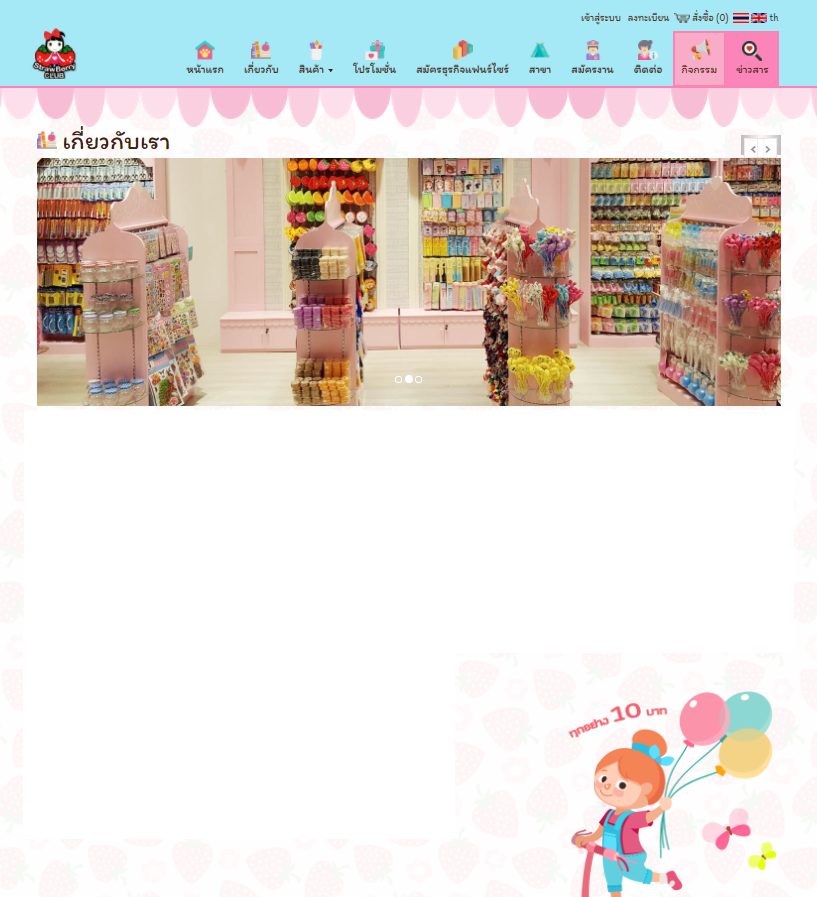 เข้าสู่ระบบ ลงทะเบียน สั่งซื้อ (0) th
StrawBerry
CLUB
หน้าแรก เกี่ยวกับ สินค้า โปรโมชั่น สมัครธุรกิจแฟนร์ไซร์ สาขา สมัครงาน ติดต่อ กิจกรรม ข่าวสาร
เกี่ยวกับเรา
ทุกอย่าง 10 บาท